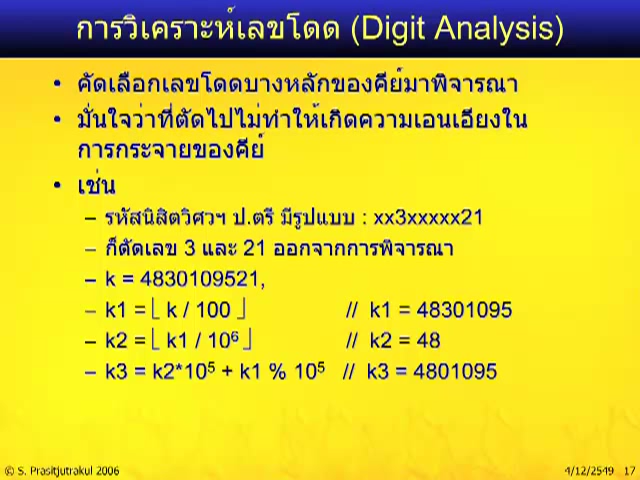 การวิเคราะห์เลขโดด (Digit Analysis)
• คัดเลือกเลขโดดบางหลักของคีย์มาพิจารณา
• มั่นใจว่าที่ตัดไปไม่ทำให้เกิดความเอนเอียงใน
การกระจายของคีย์
• เช่น
– รหัสนิสิตวิศวฯ ป.ตรี มีรูปแบบ : xx3xxxxx21
– ก็ตัดเลข 3 และ 21 ออกจากการพิจารณา
– k = 4830109521,
– k1 = ⌊ k / 100 ⌋ // k1 = 48301095
– k2 = ⌊ k1 / 10⁶ ⌋ // k2 = 48
– k3 = k2*10⁵ + k1 % 10⁵ // k3 = 4801095
© S. Prasitjutrakul 2006 4/12/2549 17